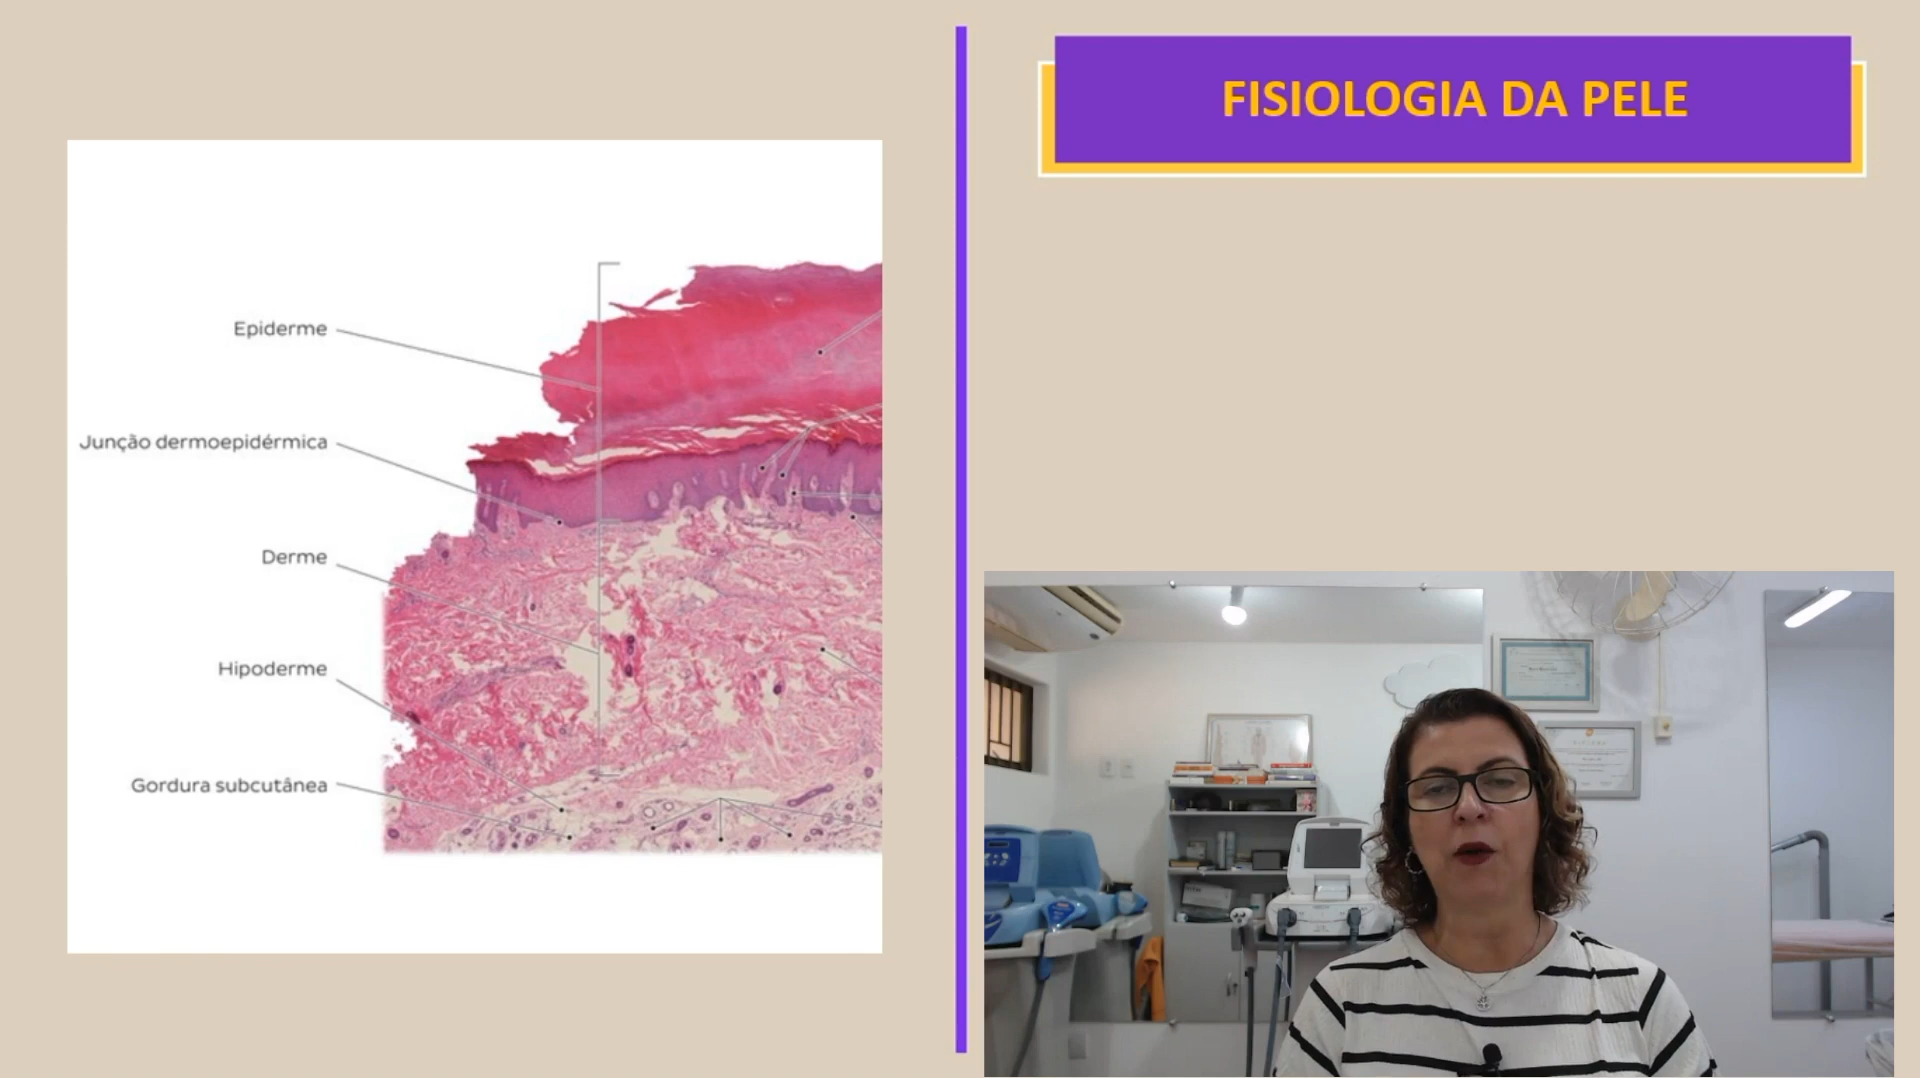 FISIOLOGIA DA PELE
Epiderme
Junção dermoepidérmica
Derme
Hipoderme
Gordura subcutânea